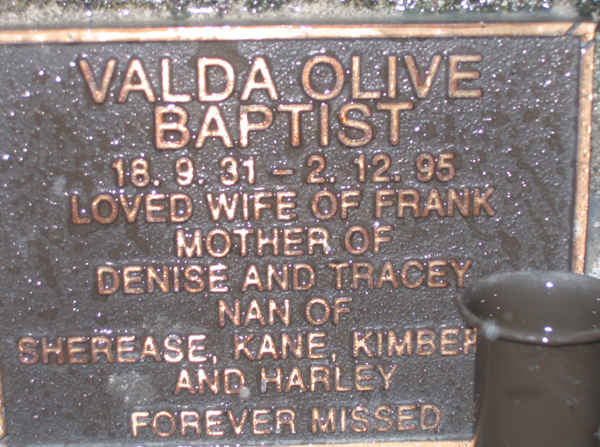 VALDA OLIVE
BAPTIST
18. 9. 31 - 2. 12. 95
LOVED WIFE OF FRANK
MOTHER OF
DENISE AND TRACEY
NAN OF
SHEREASE, KANE,
AND HARLEY
FOREVER MISSED